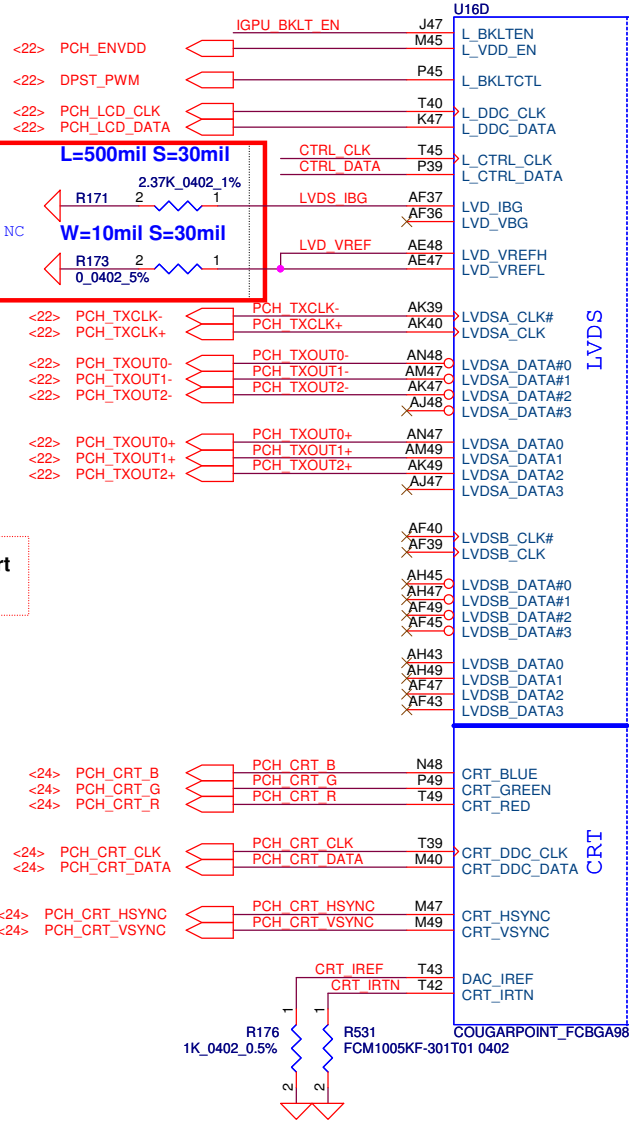 U16D
IGPU_BKLT_EN J47 L_BKLTEN
<22> PCH_ENVDD M45 L_VDD_EN
<22> DPST_PWM P45 L_BKLTCTL
<22> PCH_LCD_CLK T40 L_DDC_CLK
<22> PCH_LCD_DATA K47 L_DDC_DATA
L=500mil S=30mil
CTRL_CLK T45 L_CTRL_CLK
CTRL_DATA P39 L_CTRL_DATA
2.37K_0402_1%
R171 2 1 LVDS_IBG AF37 LVD_IBG
AF36 LVD_VBG
NC W=10mil S=30mil
LVD_VREF AE48 LVD_VREFH
R173 2 1 AE47 LVD_VREFL
0_0402_5%
LVDS
<22> PCH_TXCLK- PCH_TXCLK- AK39 LVDSA_CLK#
<22> PCH_TXCLK+ PCH_TXCLK+ AK40 LVDSA_CLK
<22> PCH_TXOUT0- PCH_TXOUT0- AN48 LVDSA_DATA#0
<22> PCH_TXOUT1- PCH_TXOUT1- AM47 LVDSA_DATA#1
<22> PCH_TXOUT2- PCH_TXOUT2- AK47 LVDSA_DATA#2
AJ48 LVDSA_DATA#3
<22> PCH_TXOUT0+ PCH_TXOUT0+ AN47 LVDSA_DATA0
<22> PCH_TXOUT1+ PCH_TXOUT1+ AM49 LVDSA_DATA1
<22> PCH_TXOUT2+ PCH_TXOUT2+ AK49 LVDSA_DATA2
AJ47 LVDSA_DATA3
AF40 LVDSB_CLK#
AF39 LVDSB_CLK
rt
AH45 LVDSB_DATA#0
AH47 LVDSB_DATA#1
AF49 LVDSB_DATA#2
AF45 LVDSB_DATA#3
AH43 LVDSB_DATA0
AH49 LVDSB_DATA1
AF47 LVDSB_DATA2
AF43 LVDSB_DATA3
<24> PCH_CRT_B PCH_CRT_B N48 CRT_BLUE
<24> PCH_CRT_G PCH_CRT_G P49 CRT_GREEN
<24> PCH_CRT_R PCH_CRT_R T49 CRT_RED
CRT
<24> PCH_CRT_CLK PCH_CRT_CLK T39 CRT_DDC_CLK
<24> PCH_CRT_DATA PCH_CRT_DATA M40 CRT_DDC_DATA
<24> PCH_CRT_HSYNC PCH_CRT_HSYNC M47 CRT_HSYNC
<24> PCH_CRT_VSYNC PCH_CRT_VSYNC M49 CRT_VSYNC
CRT_IREF T43 DAC_IREF
CRT_IRTN T42 CRT_IRTN
1 1
R176 R531 COUGARPOINT_FCBGA98
1K_0402_0.5% FCM1005KF-301T01 0402
2 2